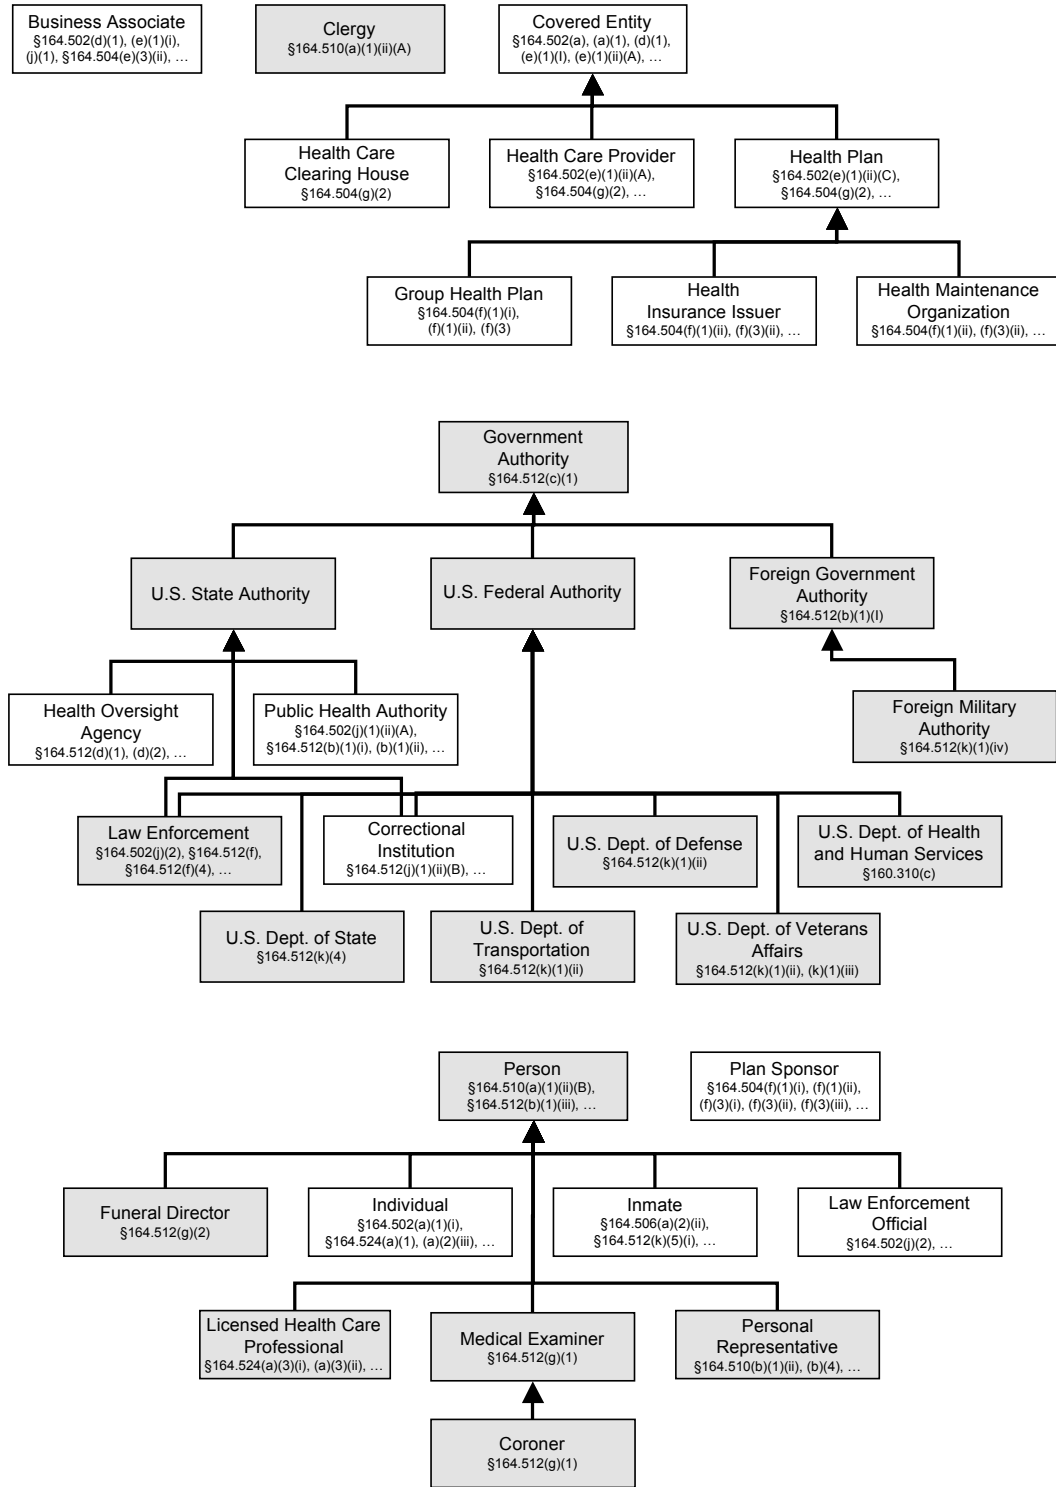 Business Associate
§164.502(d)(1), (e)(1)(i),
(j)(1), §164.504(e)(3)(ii), …
Clergy
§164.510(a)(1)(ii)(A)
Covered Entity
§164.502(a), (a)(1), (d)(1),
(e)(1)(I), (e)(1)(ii)(A), …
Health Care
Clearing House
§164.504(g)(2)
Health Care Provider
§164.502(e)(1)(ii)(A),
§164.504(g)(2), …
Health Plan
§164.502(e)(1)(ii)(C),
§164.504(g)(2), …
Group Health Plan
§164.504(f)(1)(i),
(f)(1)(ii), (f)(3)
Health
Insurance Issuer
§164.504(f)(1)(ii), (f)(3)(ii), …
Health Maintenance
Organization
§164.504(f)(1)(ii), (f)(3)(ii), …
Government
Authority
§164.512(c)(1)
U.S. State Authority
U.S. Federal Authority
Foreign Government
Authority
§164.512(b)(1)(I)
Health Oversight
Agency
§164.512(d)(1), (d)(2), …
Public Health Authority
§164.502(j)(1)(ii)(A),
§164.512(b)(1)(i), (b)(1)(ii), …
Foreign Military
Authority
§164.512(k)(1)(iv)
Law Enforcement
§164.502(j)(2), §164.512(f),
§164.512(f)(4), …
Correctional
Institution
§164.512(j)(1)(ii)(B), …
U.S. Dept. of Defense
§164.512(k)(1)(ii)
U.S. Dept. of Health
and Human Services
§160.310(c)
U.S. Dept. of State
§164.512(k)(4)
U.S. Dept. of
Transportation
§164.512(k)(1)(ii)
U.S. Dept. of Veterans
Affairs
§164.512(k)(1)(ii), (k)(1)(iii)
Person
§164.510(a)(1)(ii)(B),
§164.512(b)(1)(iii), …
Plan Sponsor
§164.504(f)(1)(i), (f)(1)(ii),
(f)(3)(i), (f)(3)(ii), (f)(3)(iii), …
Funeral Director
§164.512(g)(2)
Individual
§164.502(a)(1)(i),
§164.524(a)(1), (a)(2)(iii), …
Inmate
§164.506(a)(2)(ii),
§164.512(k)(5)(i), …
Law Enforcement
Official
§164.502(j)(2), …
Licensed Health Care
Professional
§164.524(a)(3)(i), (a)(3)(ii), …
Medical Examiner
§164.512(g)(1)
Personal
Representative
§164.510(b)(1)(ii), (b)(4), …
Coroner
§164.512(g)(1)